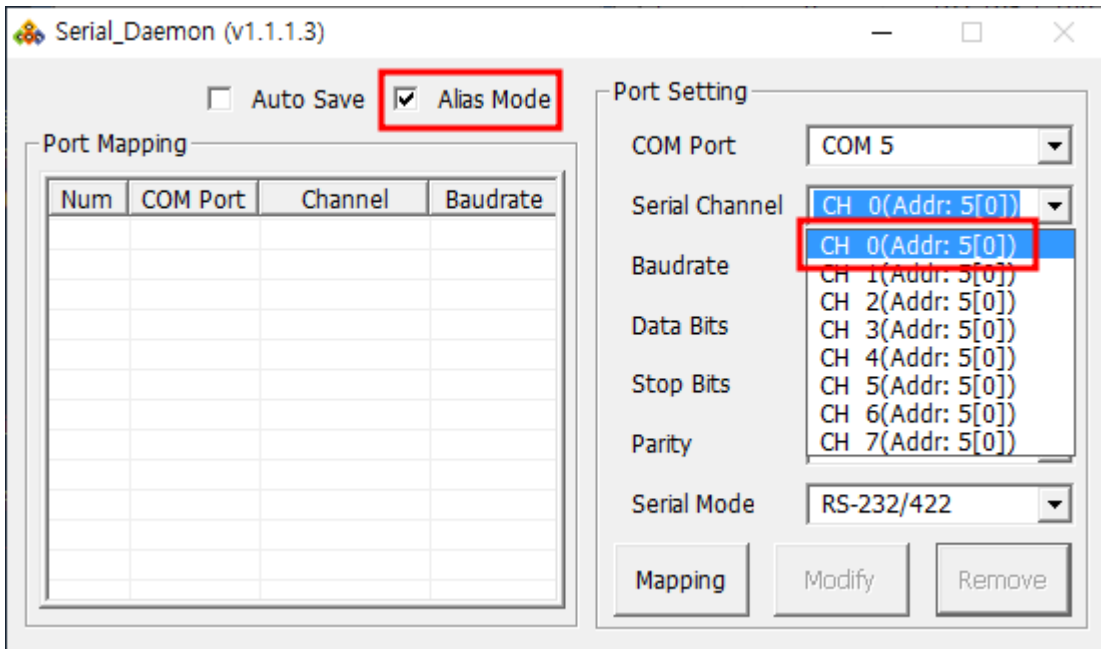 Serial_Daemon (v1.1.1.3)
Auto Save
Alias Mode
Port Mapping
Num COM Port Channel Baudrate
Port Setting
COM Port COM 5
Serial Channel CH 0(Addr: 5[0])
CH 0(Addr: 5[0])
CH 1(Addr: 5[0])
CH 2(Addr: 5[0])
CH 3(Addr: 5[0])
CH 4(Addr: 5[0])
CH 5(Addr: 5[0])
CH 6(Addr: 5[0])
CH 7(Addr: 5[0])
Baudrate
Data Bits
Stop Bits
Parity
Serial Mode RS-232/422
Mapping Modify Remove